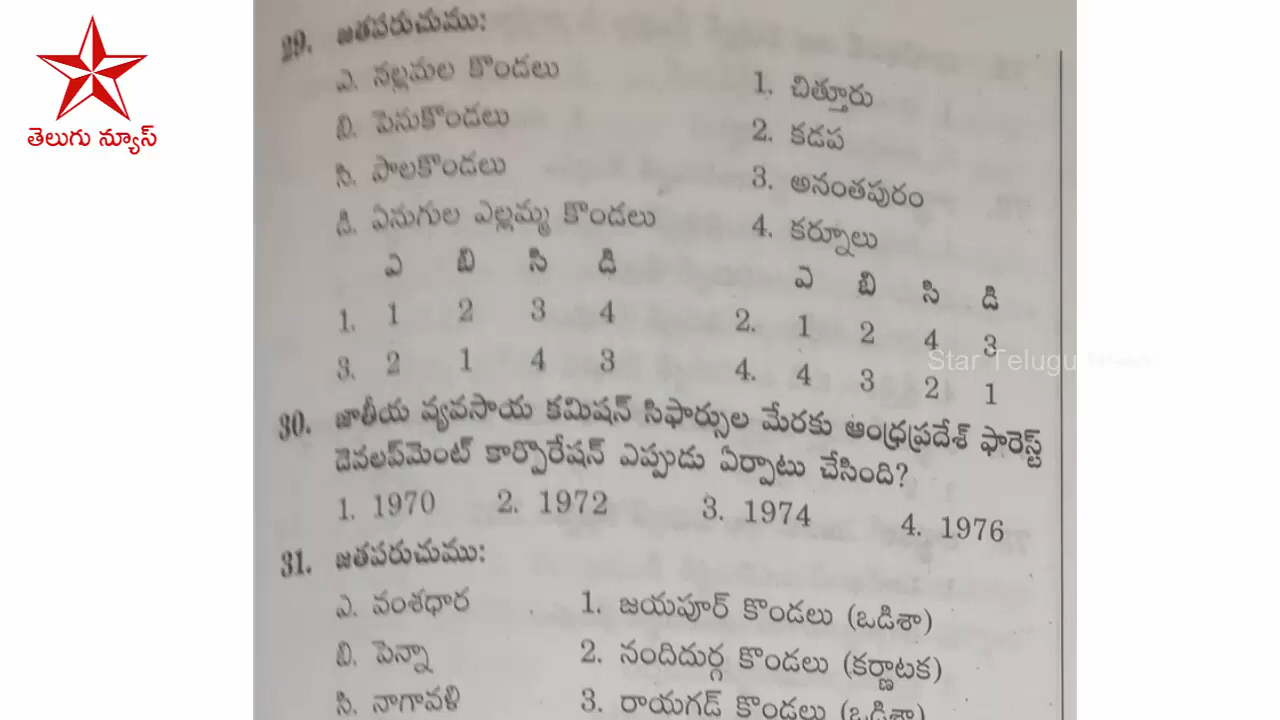 తెలుగు న్యూస్
29. జతపరుచుము:
ఎ. నల్లమల కొండలు 1. చిత్తూరు
బి. పెనుకొండలు 2. కడప
సి. పాలకొండలు 3. అనంతపురం
డి. ఏనుగుల ఎల్లమ్మ కొండలు 4. కర్నూలు
ఎ బి సి డి ఎ బి సి డి
1. 1 2 3 4 2. 1 2 4 3
3. 2 1 4 3 4. 4 3 2 1
Star Telugu News
30. జాతీయ వ్యవసాయ కమిషన్ సిఫార్సుల మేరకు ఆంధ్రప్రదేశ్ ఫారెస్ట్
డెవలప్‌మెంట్ కార్పొరేషన్ ఎప్పుడు ఏర్పాటు చేసింది?
1. 1970 2. 1972 3. 1974 4. 1976
31. జతపరుచుము:
ఎ. వంశధార 1. జయపూర్ కొండలు (ఒడిశా)
బి. పెన్నా 2. నందిదుర్గ కొండలు (కర్ణాటక)
సి. నాగావళి 3. రాయగడ్ కొండలు (ఒడిశా)